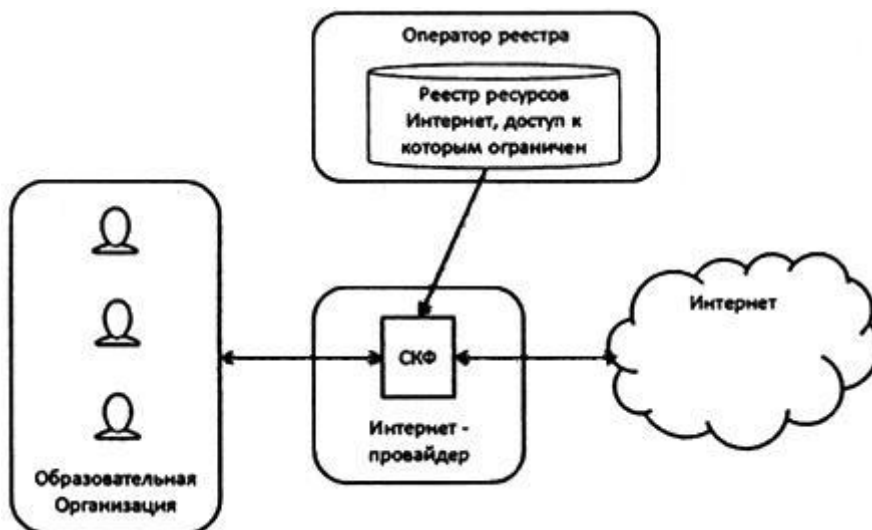 Оператор реестра
Реестр ресурсов
Интернет, доступ к
которым ограничен
Интернет
СКФ
Интернет -
провайдер
Образовательная
Организация